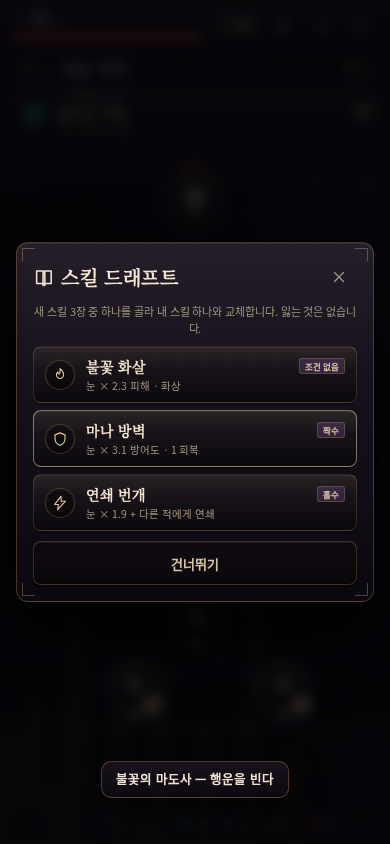 스킬 드래프트
새 스킬 3장 중 하나를 골라 내 스킬 하나와 교체합니다. 잃는 것은 없습니
다.
불꽃 화살
조건 없음
눈 × 2.3 피해 · 화상
마나 방벽
짝수
눈 × 3.1 방어도 · 1 회복
연쇄 번개
홀수
눈 × 1.9 + 다른 적에게 연쇄
건너뛰기
불꽃의 마도사 — 행운을 빈다